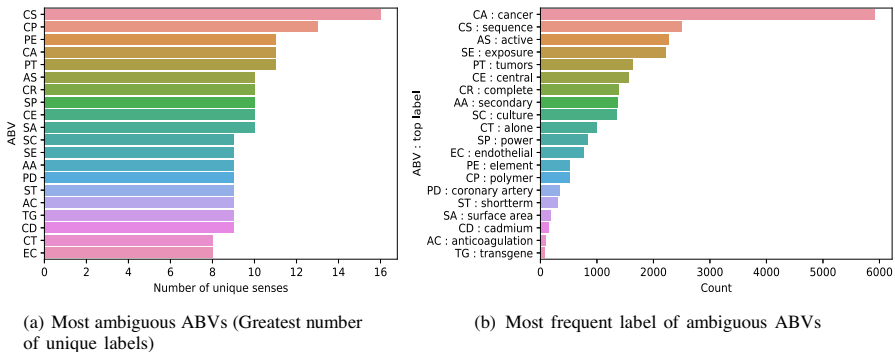 CS
CP
PE
CA
PT
AS
CR
SP
CE
SA
SC
SE
AA
PD
ST
AC
TG
CD
CT
EC
ABV
0 2 4 6 8 10 12 14 16
Number of unique senses
(a) Most ambiguous ABVs (Greatest number
of unique labels)
CA : cancer
CS : sequence
AS : active
SE : exposure
PT : tumors
CE : central
CR : complete
AA : secondary
SC : culture
CT : alone
SP : power
EC : endothelial
PE : element
CP : polymer
PD : coronary artery
ST : shortterm
SA : surface area
CD : cadmium
AC : anticoagulation
TG : transgene
ABV : top label
0 1000 2000 3000 4000 5000 6000
Count
(b) Most frequent label of ambiguous ABVs